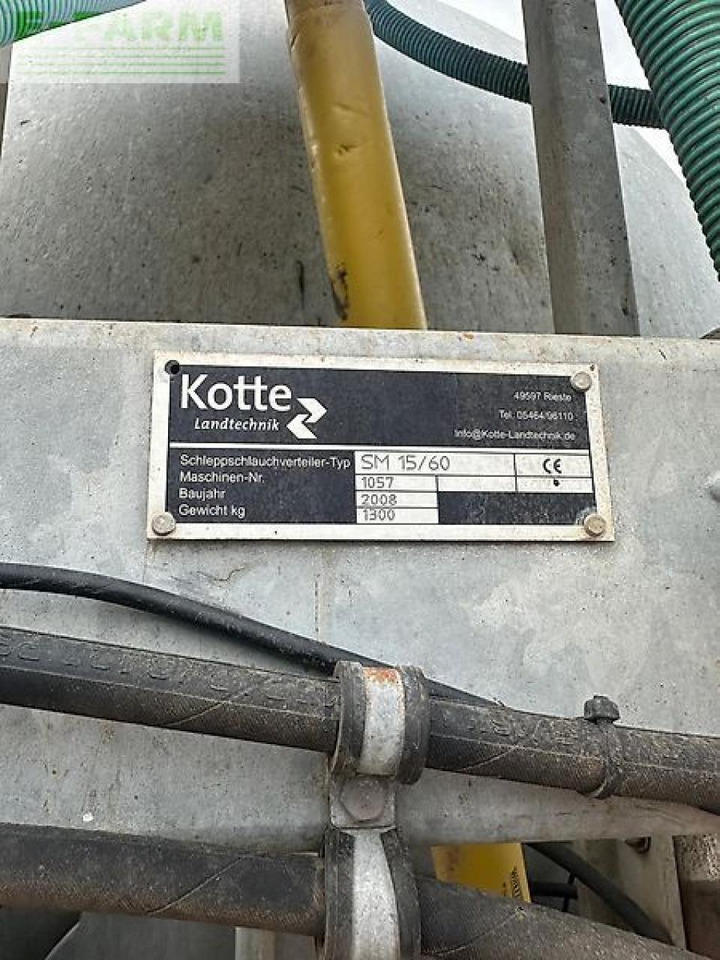 FARM
Kotte
Landtechnik
49597 Rieste
Tel: 05464/96110
Info@Kotte-Landtechnik.de
Schleppschlauchverteiler-Typ SM 15/60 CE
Maschinen-Nr. 1057
Baujahr 2008
Gewicht kg 1300